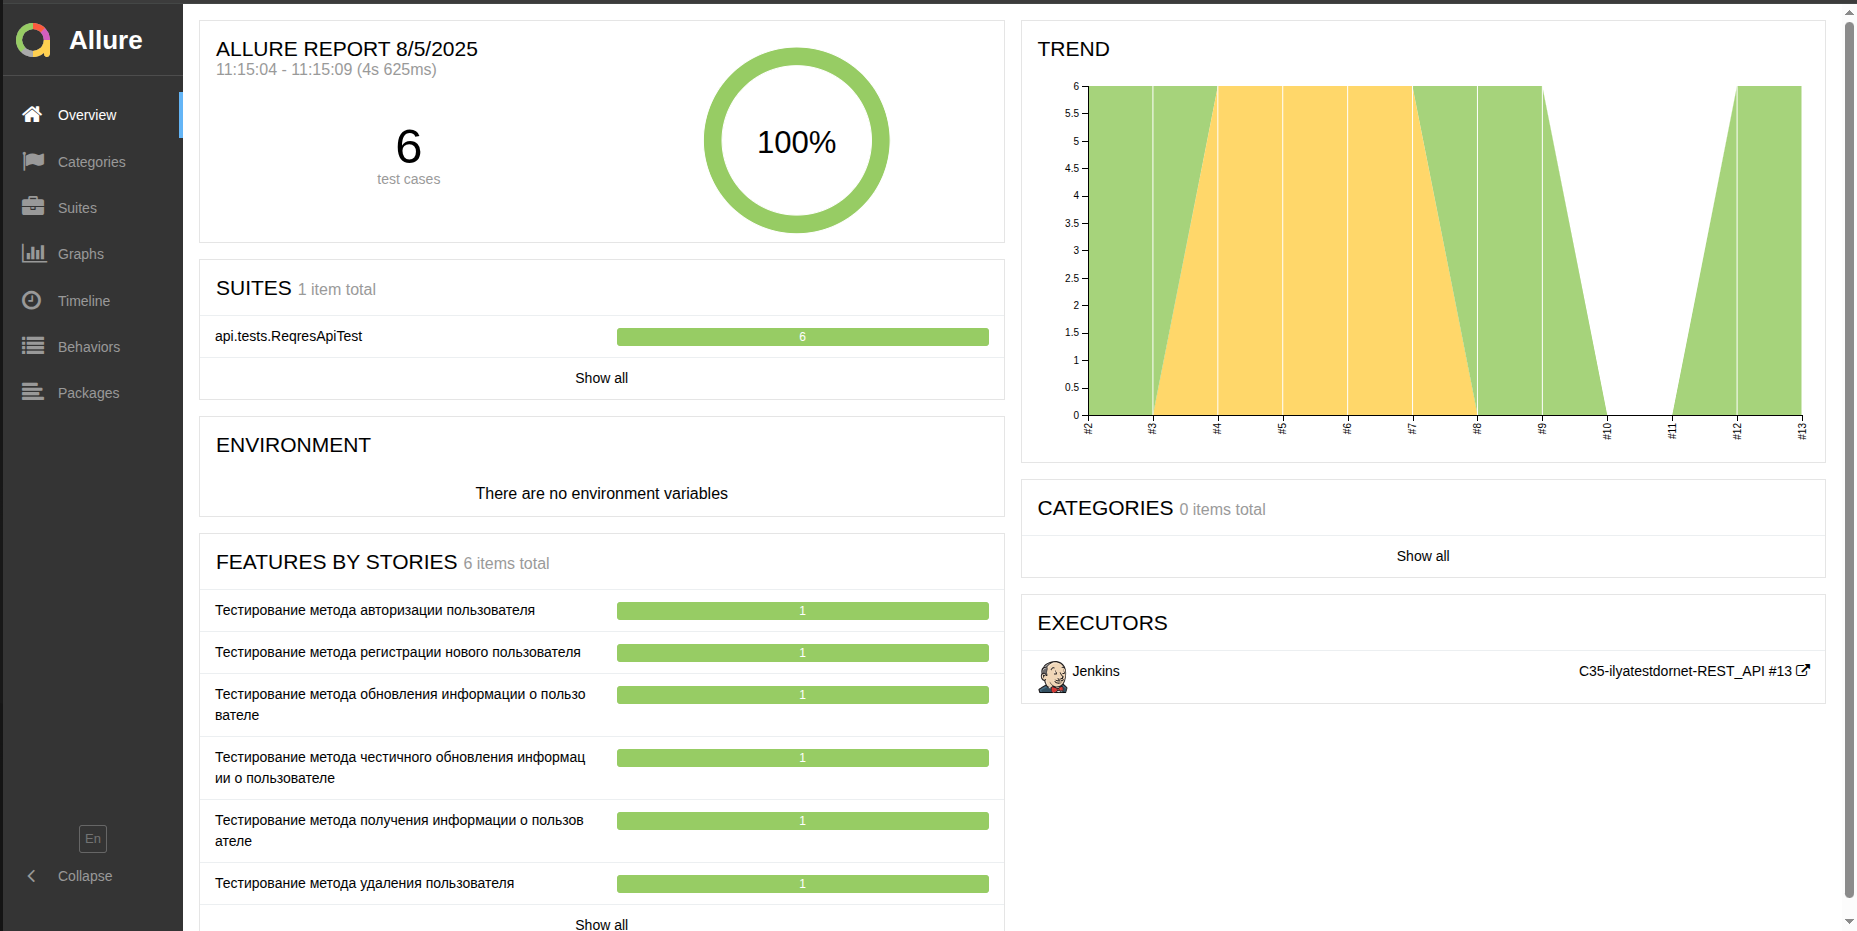 Allure
Overview
Categories
Suites
Graphs
Timeline
Behaviors
Packages
En
Collapse
ALLURE REPORT 8/5/2025
11:15:04 - 11:15:09 (4s 625ms)
6
test cases
100%
SUITES 1 item total
api.tests.ReqresApiTest 6
Show all
ENVIRONMENT
There are no environment variables
FEATURES BY STORIES 6 items total
Тестирование метода авторизации пользователя 1
Тестирование метода регистрации нового пользователя 1
Тестирование метода обновления информации о пользо 1
вателе
Тестирование метода честичного обновления информац 1
ии о пользователе
Тестирование метода получения информации о пользов 1
ателе
Тестирование метода удаления пользователя 1
Show all
TREND
6
5.5
5
4.5
4
3.5
3
2.5
2
1.5
1
0.5
0
#2 #3 #4 #5 #6 #7 #8 #9 #10 #11 #12 #13
CATEGORIES 0 items total
Show all
EXECUTORS
Jenkins C35-ilyatestdornet-REST_API #13